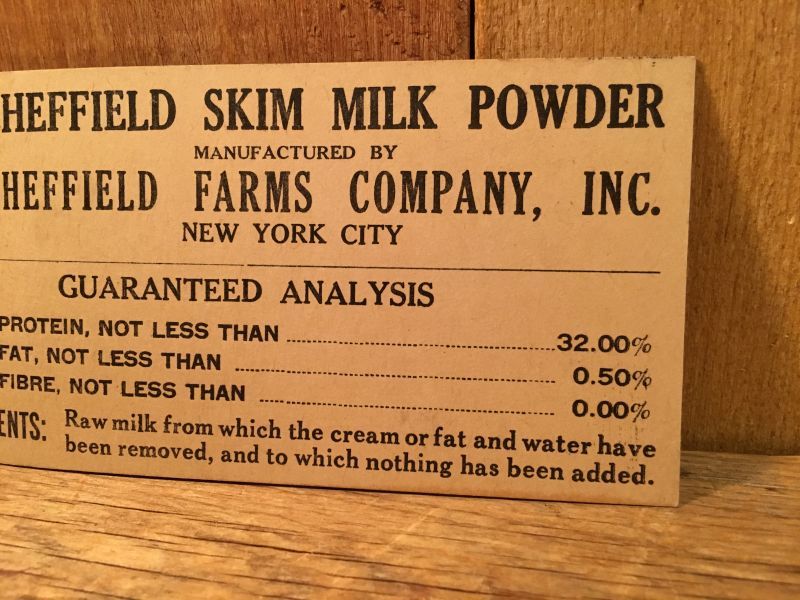 HEFFIELD SKIM MILK POWDER
MANUFACTURED BY
HEFFIELD FARMS COMPANY, INC.
NEW YORK CITY
GUARANTEED ANALYSIS
PROTEIN, NOT LESS THAN 32.00%
FAT, NOT LESS THAN 0.50%
FIBRE, NOT LESS THAN 0.00%
ENTS: Raw milk from which the cream or fat and water have
been removed, and to which nothing has been added.